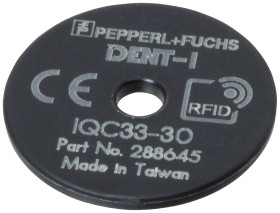 PEPPERL+FUCHS
IDENT-I
CE RFID
IQC33-30
Part No. 288645
Made in Taiwan